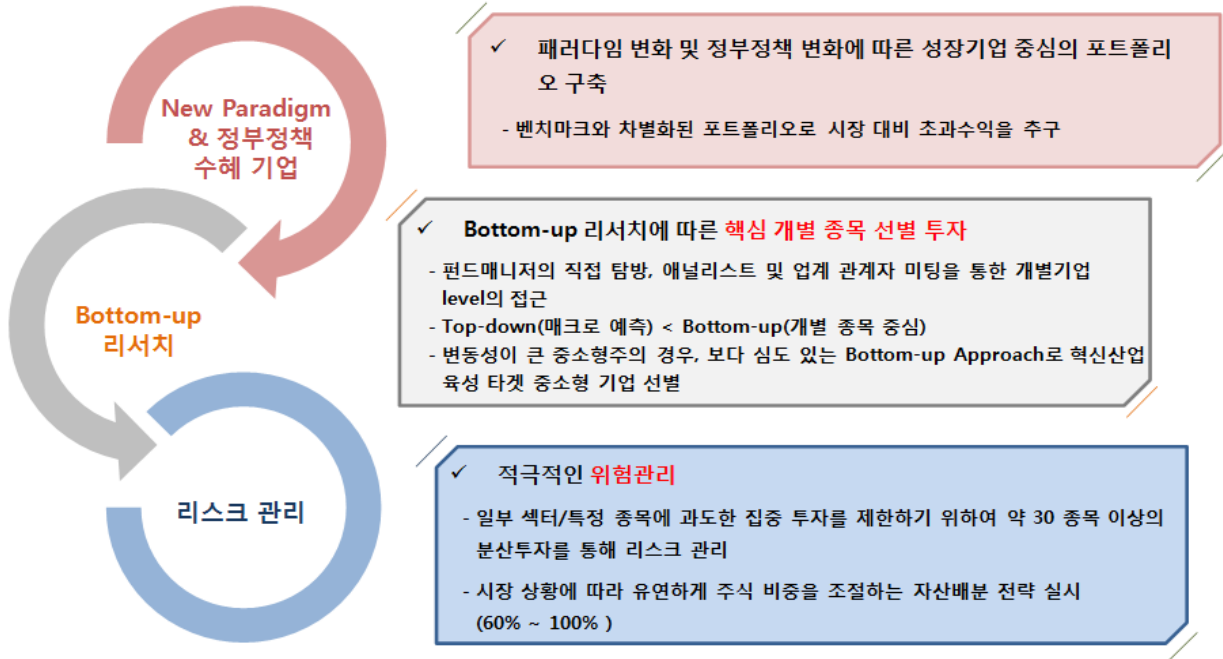 New Paradigm
& 정부정책
수혜 기업
✓ 패러다임 변화 및 정부정책 변화에 따른 성장기업 중심의 포트폴리
오 구축
- 벤치마크와 차별화된 포트폴리오로 시장 대비 초과수익을 추구
Bottom-up
리서치
✓ Bottom-up 리서치에 따른 핵심 개별 종목 선별 투자
- 펀드매니저의 직접 탐방, 애널리스트 및 업계 관계자 미팅을 통한 개별기업
level의 접근
- Top-down(매크로 예측) < Bottom-up(개별 종목 중심)
- 변동성이 큰 중소형주의 경우, 보다 심도 있는 Bottom-up Approach로 혁신산업
육성 타겟 중소형 기업 선별
리스크 관리
✓ 적극적인 위험관리
- 일부 섹터/특정 종목에 과도한 집중 투자를 제한하기 위하여 약 30 종목 이상의
분산투자를 통해 리스크 관리
- 시장 상황에 따라 유연하게 주식 비중을 조절하는 자산배분 전략 실시
(60% ~ 100% )